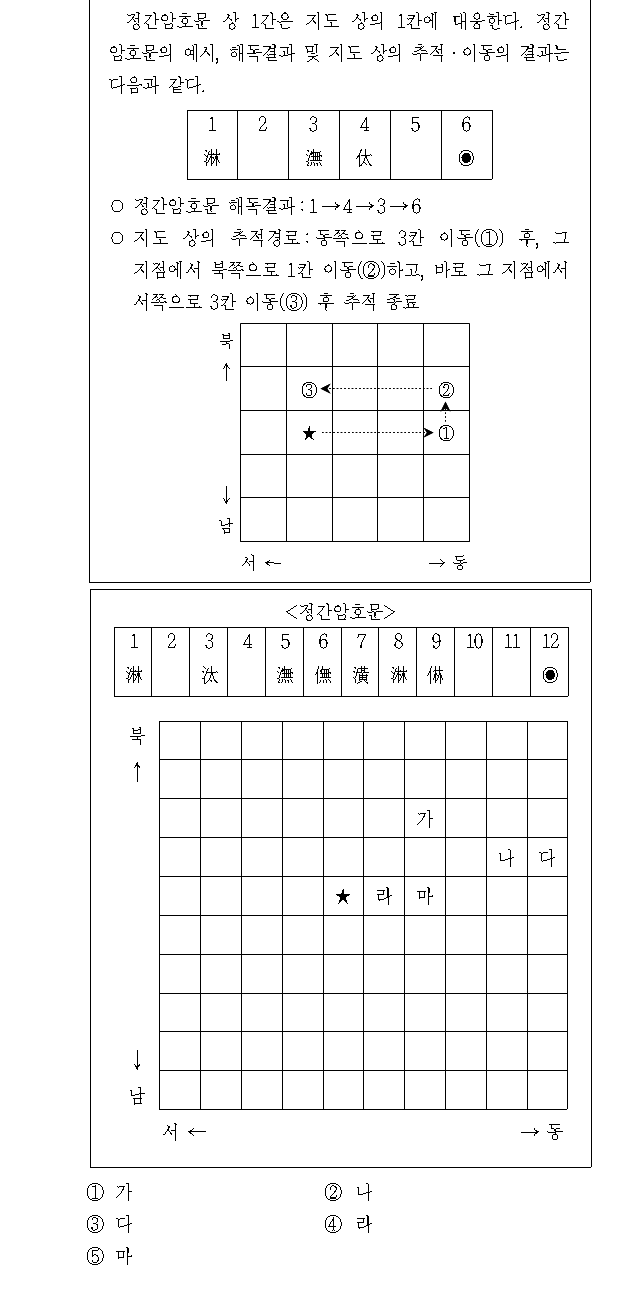 정간암호문 상 1간은 지도 상의 1칸에 대응한다. 정간
암호문의 예시, 해독결과 및 지도 상의 추적·이동의 결과는
다음과 같다.
1 2 3 4 5 6
淋 潕 㑀 ◉
○ 정간암호문 해독결과:1→4→3→6
○ 지도 상의 추적경로:동쪽으로 3칸 이동(①) 후, 그
지점에서 북쪽으로 1칸 이동(②)하고, 바로 그 지점에서
서쪽으로 3칸 이동(③) 후 추적 종료
북
↑
③ ②
★ ①
↓
남
서 ← → 동
<정간암호문>
1 2 3 4 5 6 7 8 9 10 11 12
淋 汰 潕 儛 潢 淋 㑣 ◉
북
↑
가
나 다
★ 라 마
↓
남
서 ← → 동
① 가 ② 나
③ 다 ④ 라
⑤ 마